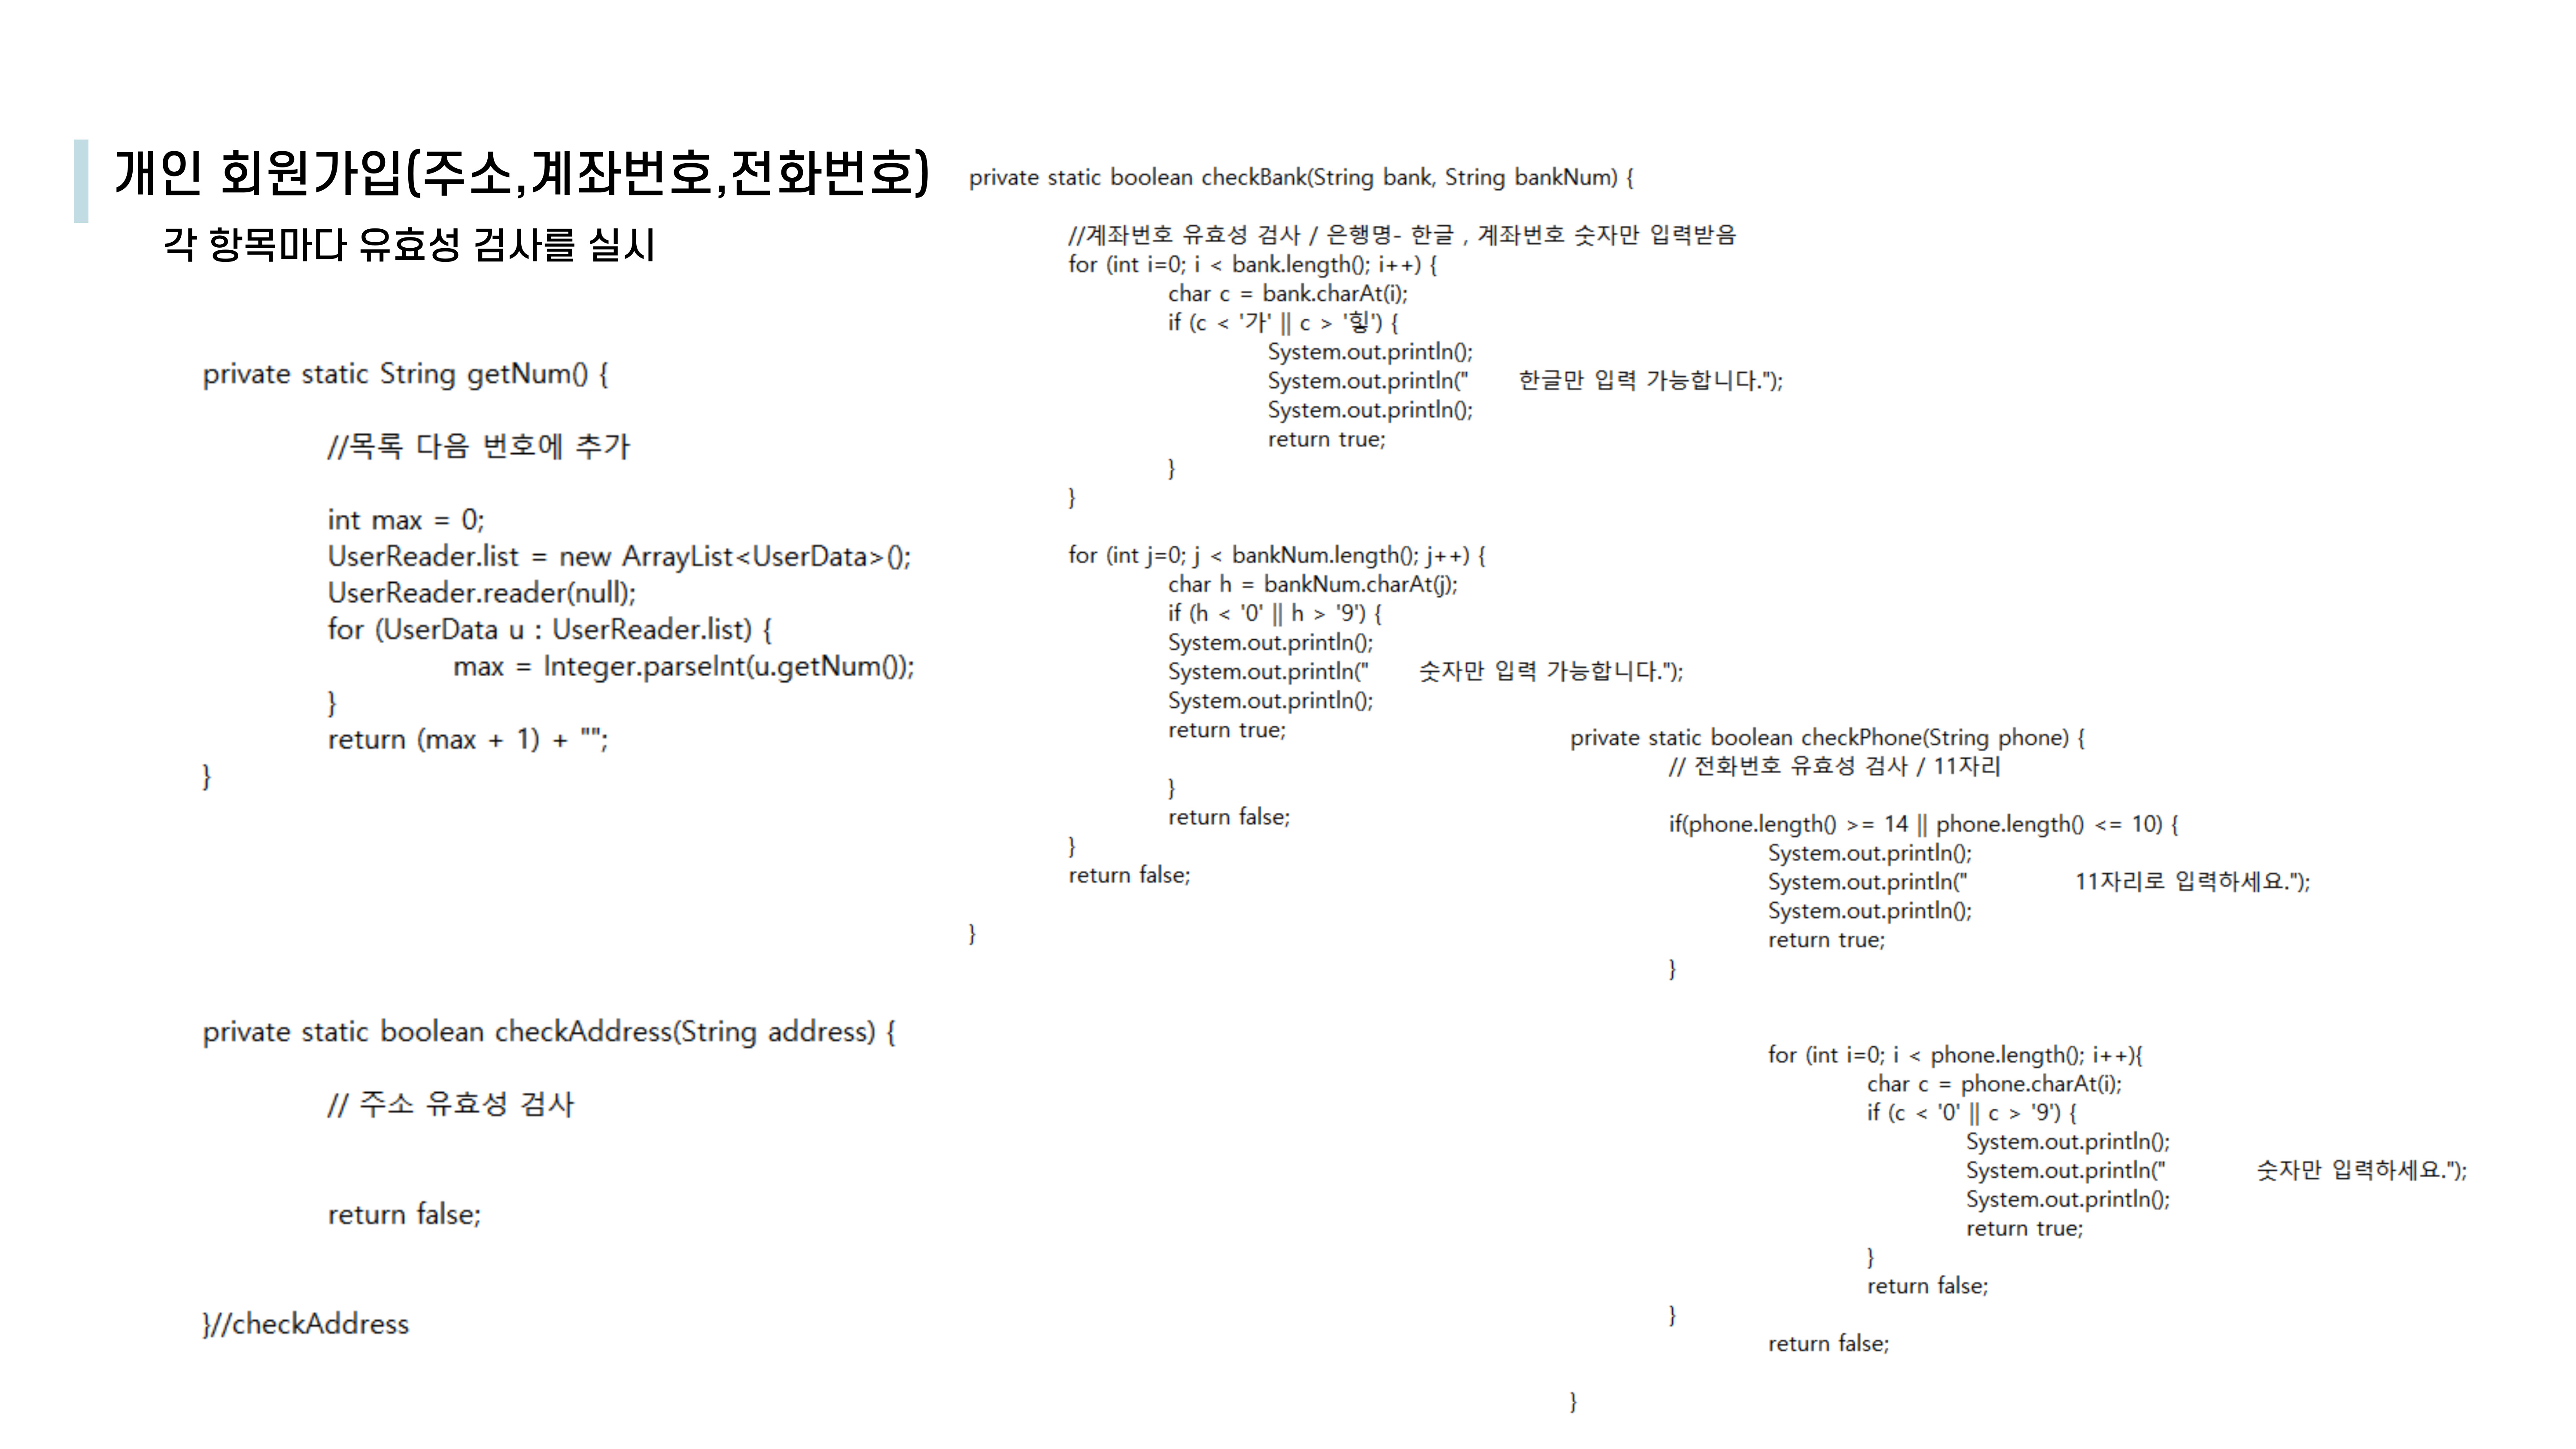 개인 회원가입(주소,계좌번호,전화번호)
각 항목마다 유효성 검사를 실시
private static String getNum() {
//목록 다음 번호에 추가
int max = 0;
UserReader.list = new ArrayList<UserData>();
UserReader.reader(null);
for (UserData u : UserReader.list) {
max = Integer.parseInt(u.getNum());
}
return (max + 1) + "";
}
private static boolean checkAddress(String address) {
// 주소 유효성 검사
return false;
}//checkAddress
private static boolean checkBank(String bank, String bankNum) {
//계좌번호 유효성 검사 / 은행명- 한글 , 계좌번호 숫자만 입력받음
for (int i=0; i < bank.length(); i++) {
char c = bank.charAt(i);
if (c < '가' || c > '힣') {
System.out.println();
System.out.println(" 한글만 입력 가능합니다.");
System.out.println();
return true;
}
}
for (int j=0; j < bankNum.length(); j++) {
char h = bankNum.charAt(j);
if (h < '0' || h > '9') {
System.out.println();
System.out.println(" 숫자만 입력 가능합니다.");
System.out.println();
return true;
}
return false;
}
return false;
}
private static boolean checkPhone(String phone) {
// 전화번호 유효성 검사 / 11자리
if(phone.length() >= 14 || phone.length() <= 10) {
System.out.println();
System.out.println(" 11자리로 입력하세요.");
System.out.println();
return true;
}
for (int i=0; i < phone.length(); i++){
char c = phone.charAt(i);
if (c < '0' || c > '9') {
System.out.println();
System.out.println(" 숫자만 입력하세요.");
System.out.println();
return true;
}
return false;
}
return false;
}